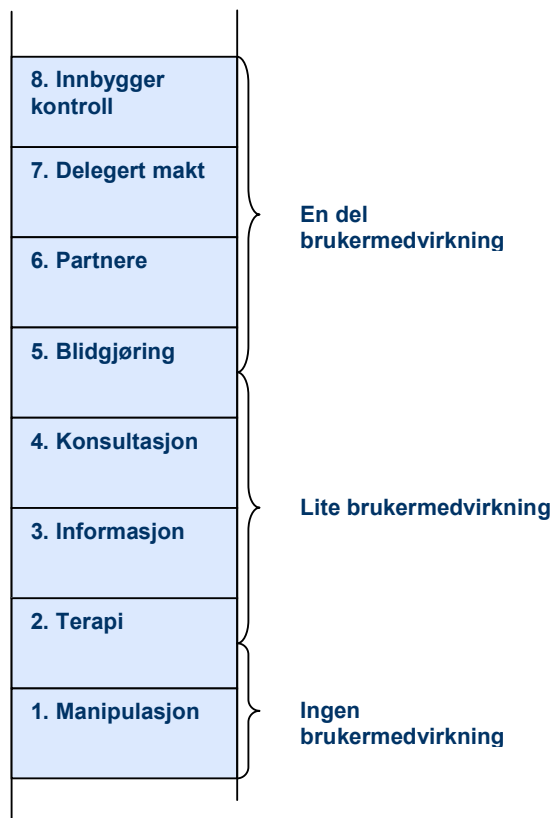 8. Innbygger
kontroll
7. Delegert makt
En del
brukermedvirkning
6. Partnere
5. Blidgjøring
4. Konsultasjon
Lite brukermedvirkning
3. Informasjon
2. Terapi
1. Manipulasjon
Ingen
brukermedvirkning